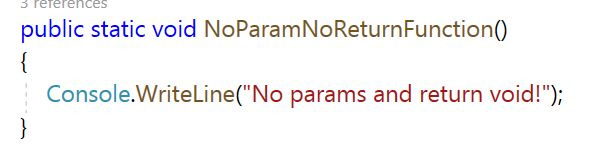 3 references
public static void NoParamNoReturnFunction()
{
Console.WriteLine("No params and return void!");
}